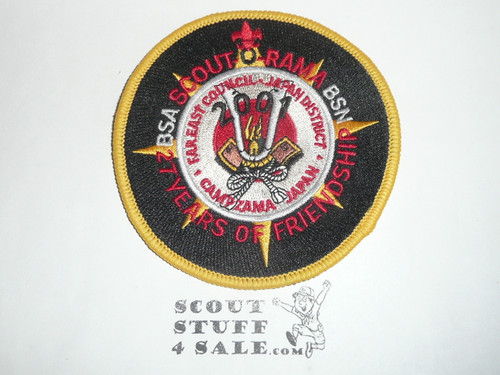 BSA SCOUT O RAMA BSN
27 YEARS OF FRIENDSHIP
FAR EAST COUNCIL - JAPAN DISTRICT
2001
CAMP ZAMA - JAPAN
SCOUT
STUFF
4 SALE.com